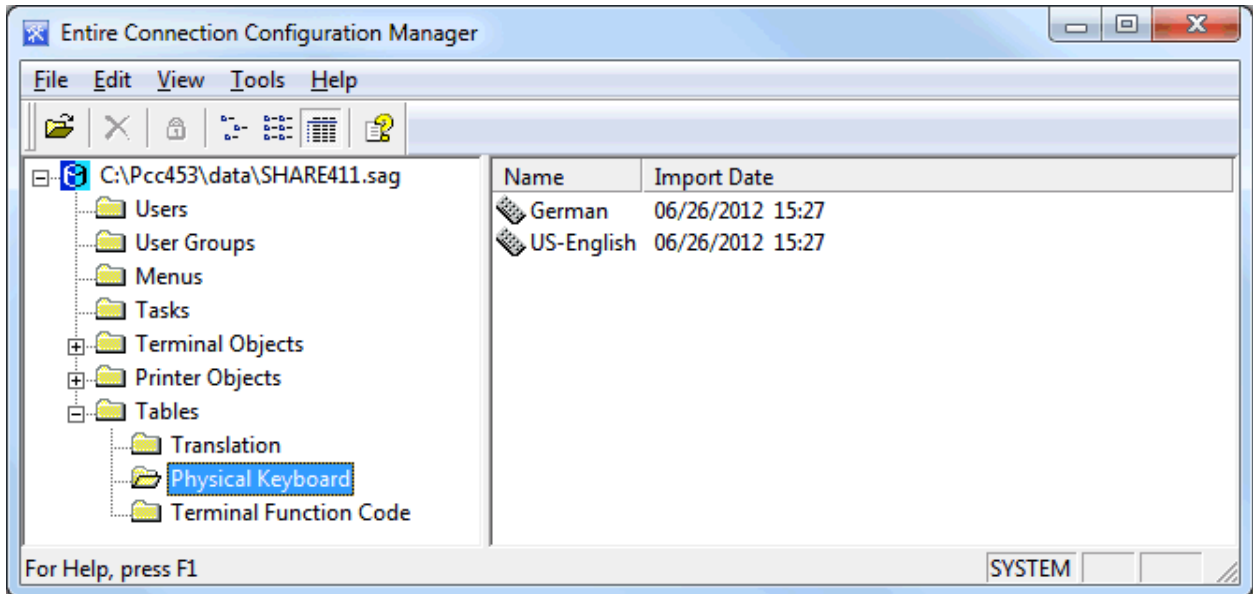 Entire Connection Configuration Manager
File Edit View Tools Help
C:\Pcc453\data\SHARE411.sag
Users
User Groups
Menus
Tasks
Terminal Objects
Printer Objects
Tables
Translation
Physical Keyboard
Terminal Function Code
Name Import Date
German 06/26/2012 15:27
US-English 06/26/2012 15:27
For Help, press F1 SYSTEM